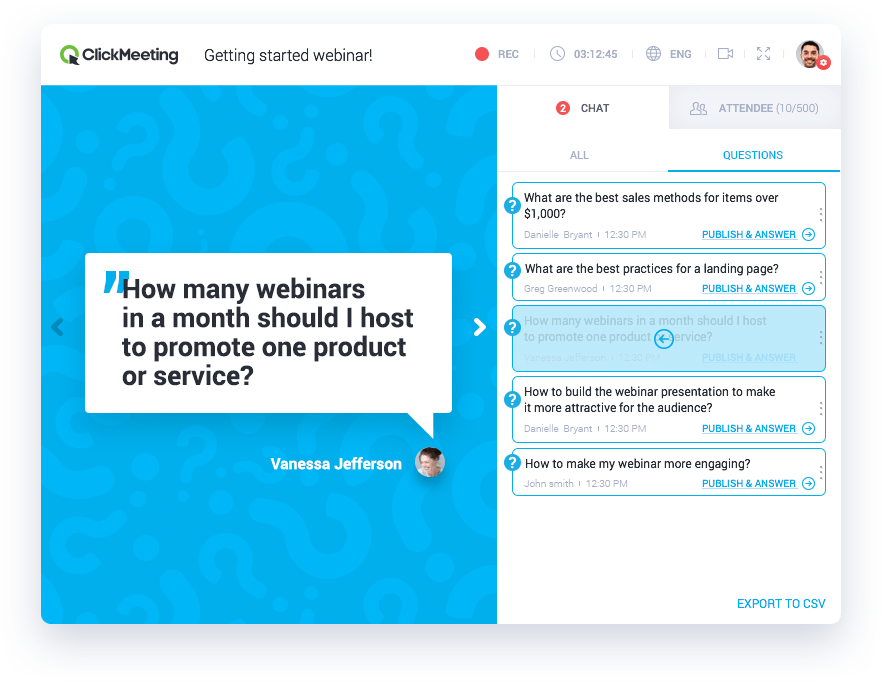 ClickMeeting
Getting started webinar!
REC
03:12:45
ENG
2 CHAT
ATTENDEE (10/500)
ALL
QUESTIONS
"How many webinars
in a month should I host
to promote one product
or service?
Vanessa Jefferson
? What are the best sales methods for items over
$1,000?
Danielle Bryant | 12:30 PM PUBLISH & ANSWER
? What are the best practices for a landing page?
Greg Greenwood | 12:30 PM PUBLISH & ANSWER
? How many webinars in a month should I host
to promote one product service?
Vanessa Jefferson | 12:30 PM PUBLISH & ANSWER
? How to build the webinar presentation to make
it more attractive for the audience?
Danielle Bryant | 12:30 PM PUBLISH & ANSWER
? How to make my webinar more engaging?
John smith | 12:30 PM PUBLISH & ANSWER
EXPORT TO CSV